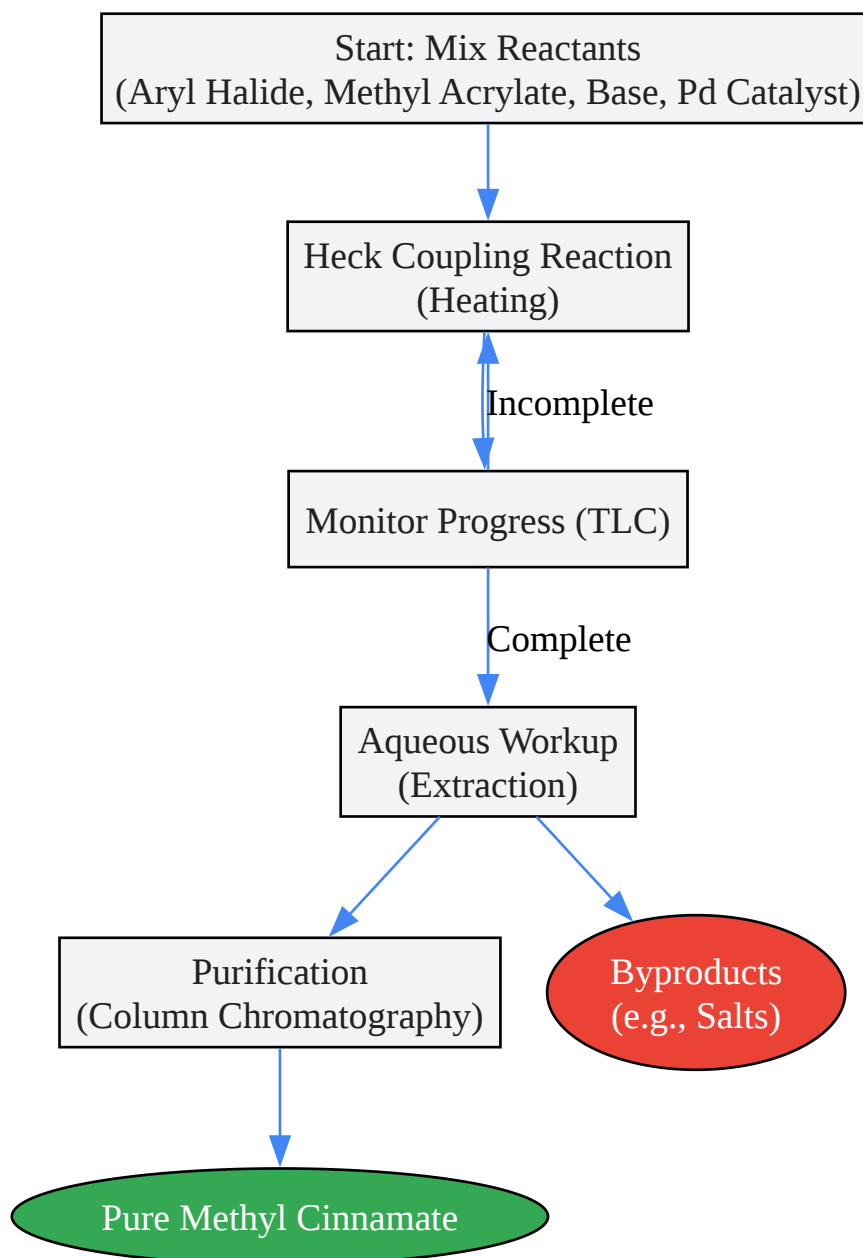 Start: Mix Reactants
(Aryl Halide, Methyl Acrylate, Base, Pd Catalyst)
Heck Coupling Reaction
(Heating)
Incomplete
Monitor Progress (TLC)
Complete
Aqueous Workup
(Extraction)
Purification
(Column Chromatography)
Byproducts
(e.g., Salts)
Pure Methyl Cinnamate